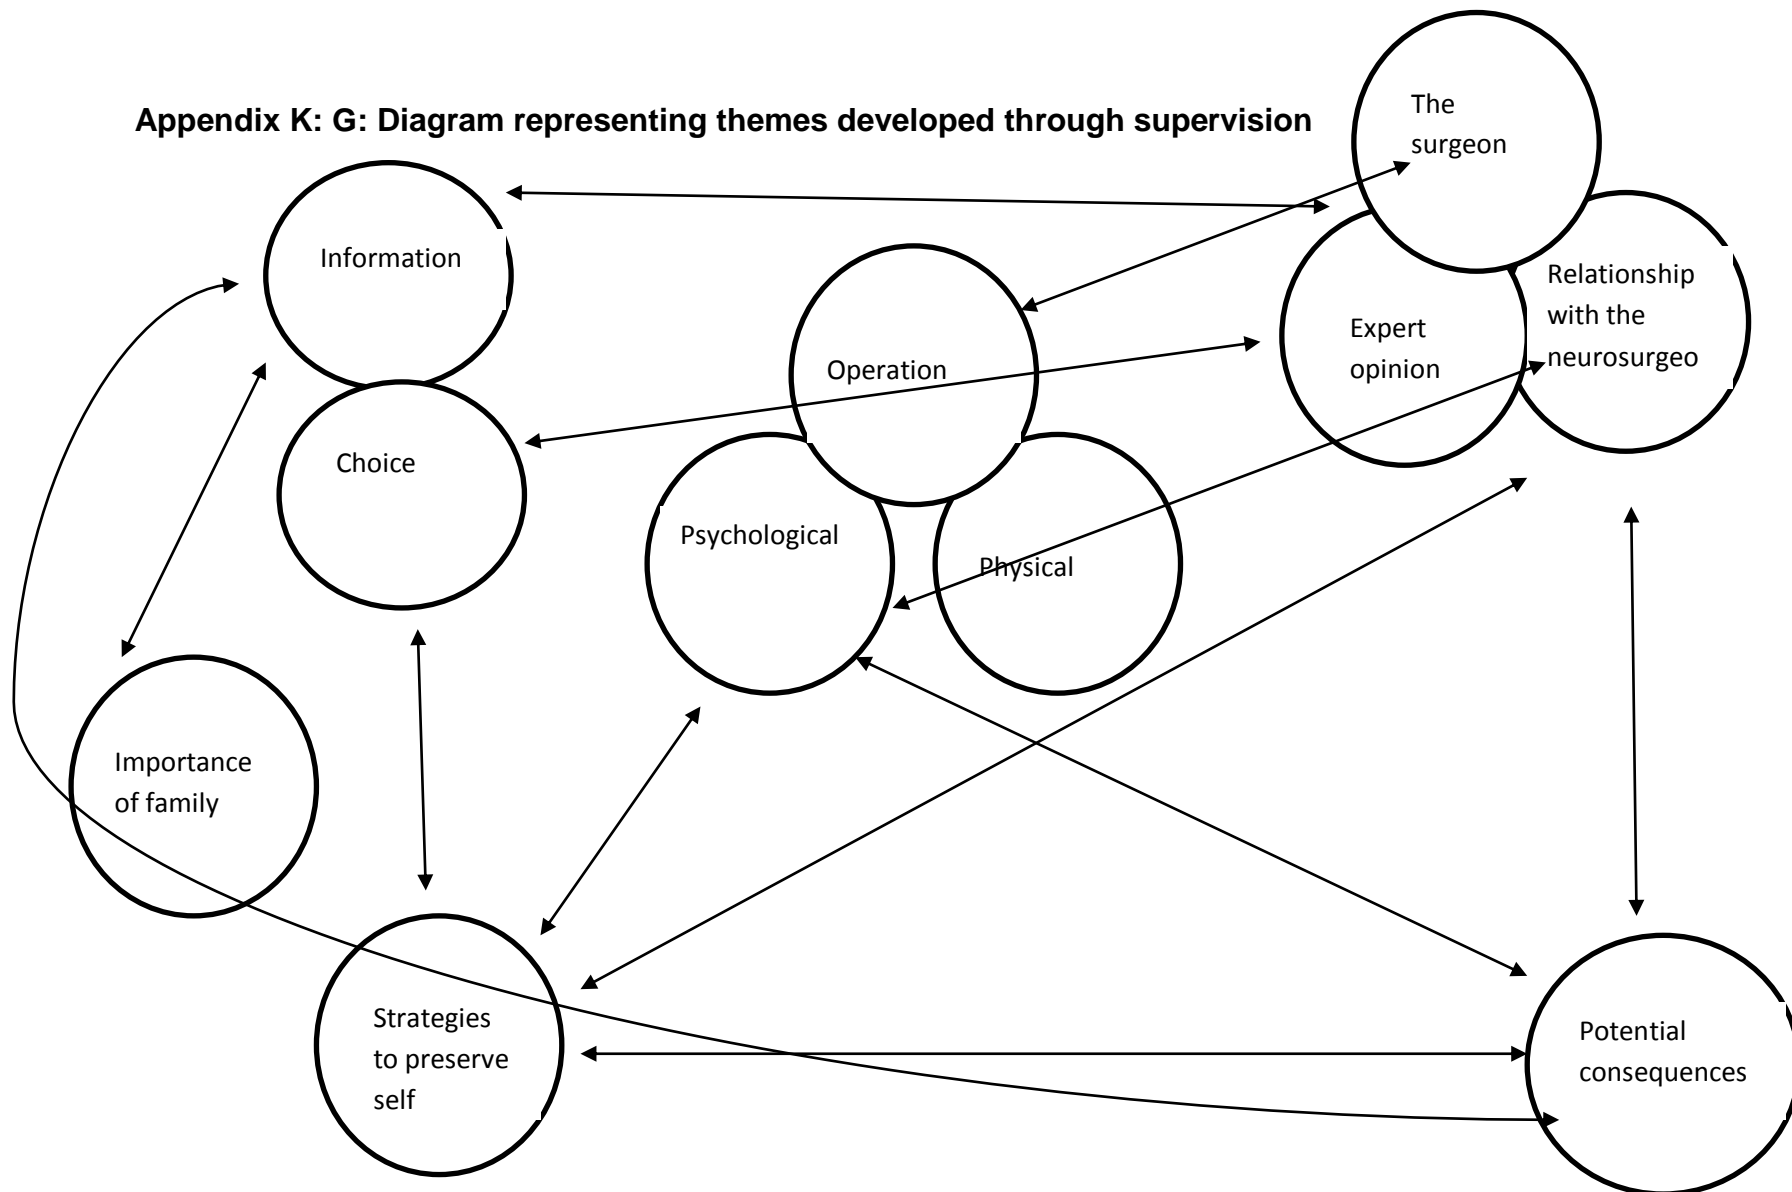 Appendix K: G: Diagram representing themes developed through supervision
The
surgeon
Information
Relationship
with the
neurosurgeo
Expert
opinion
Operation
Choice
Psychological
Physical
Importance
of family
Strategies
to preserve
self
Potential
consequences